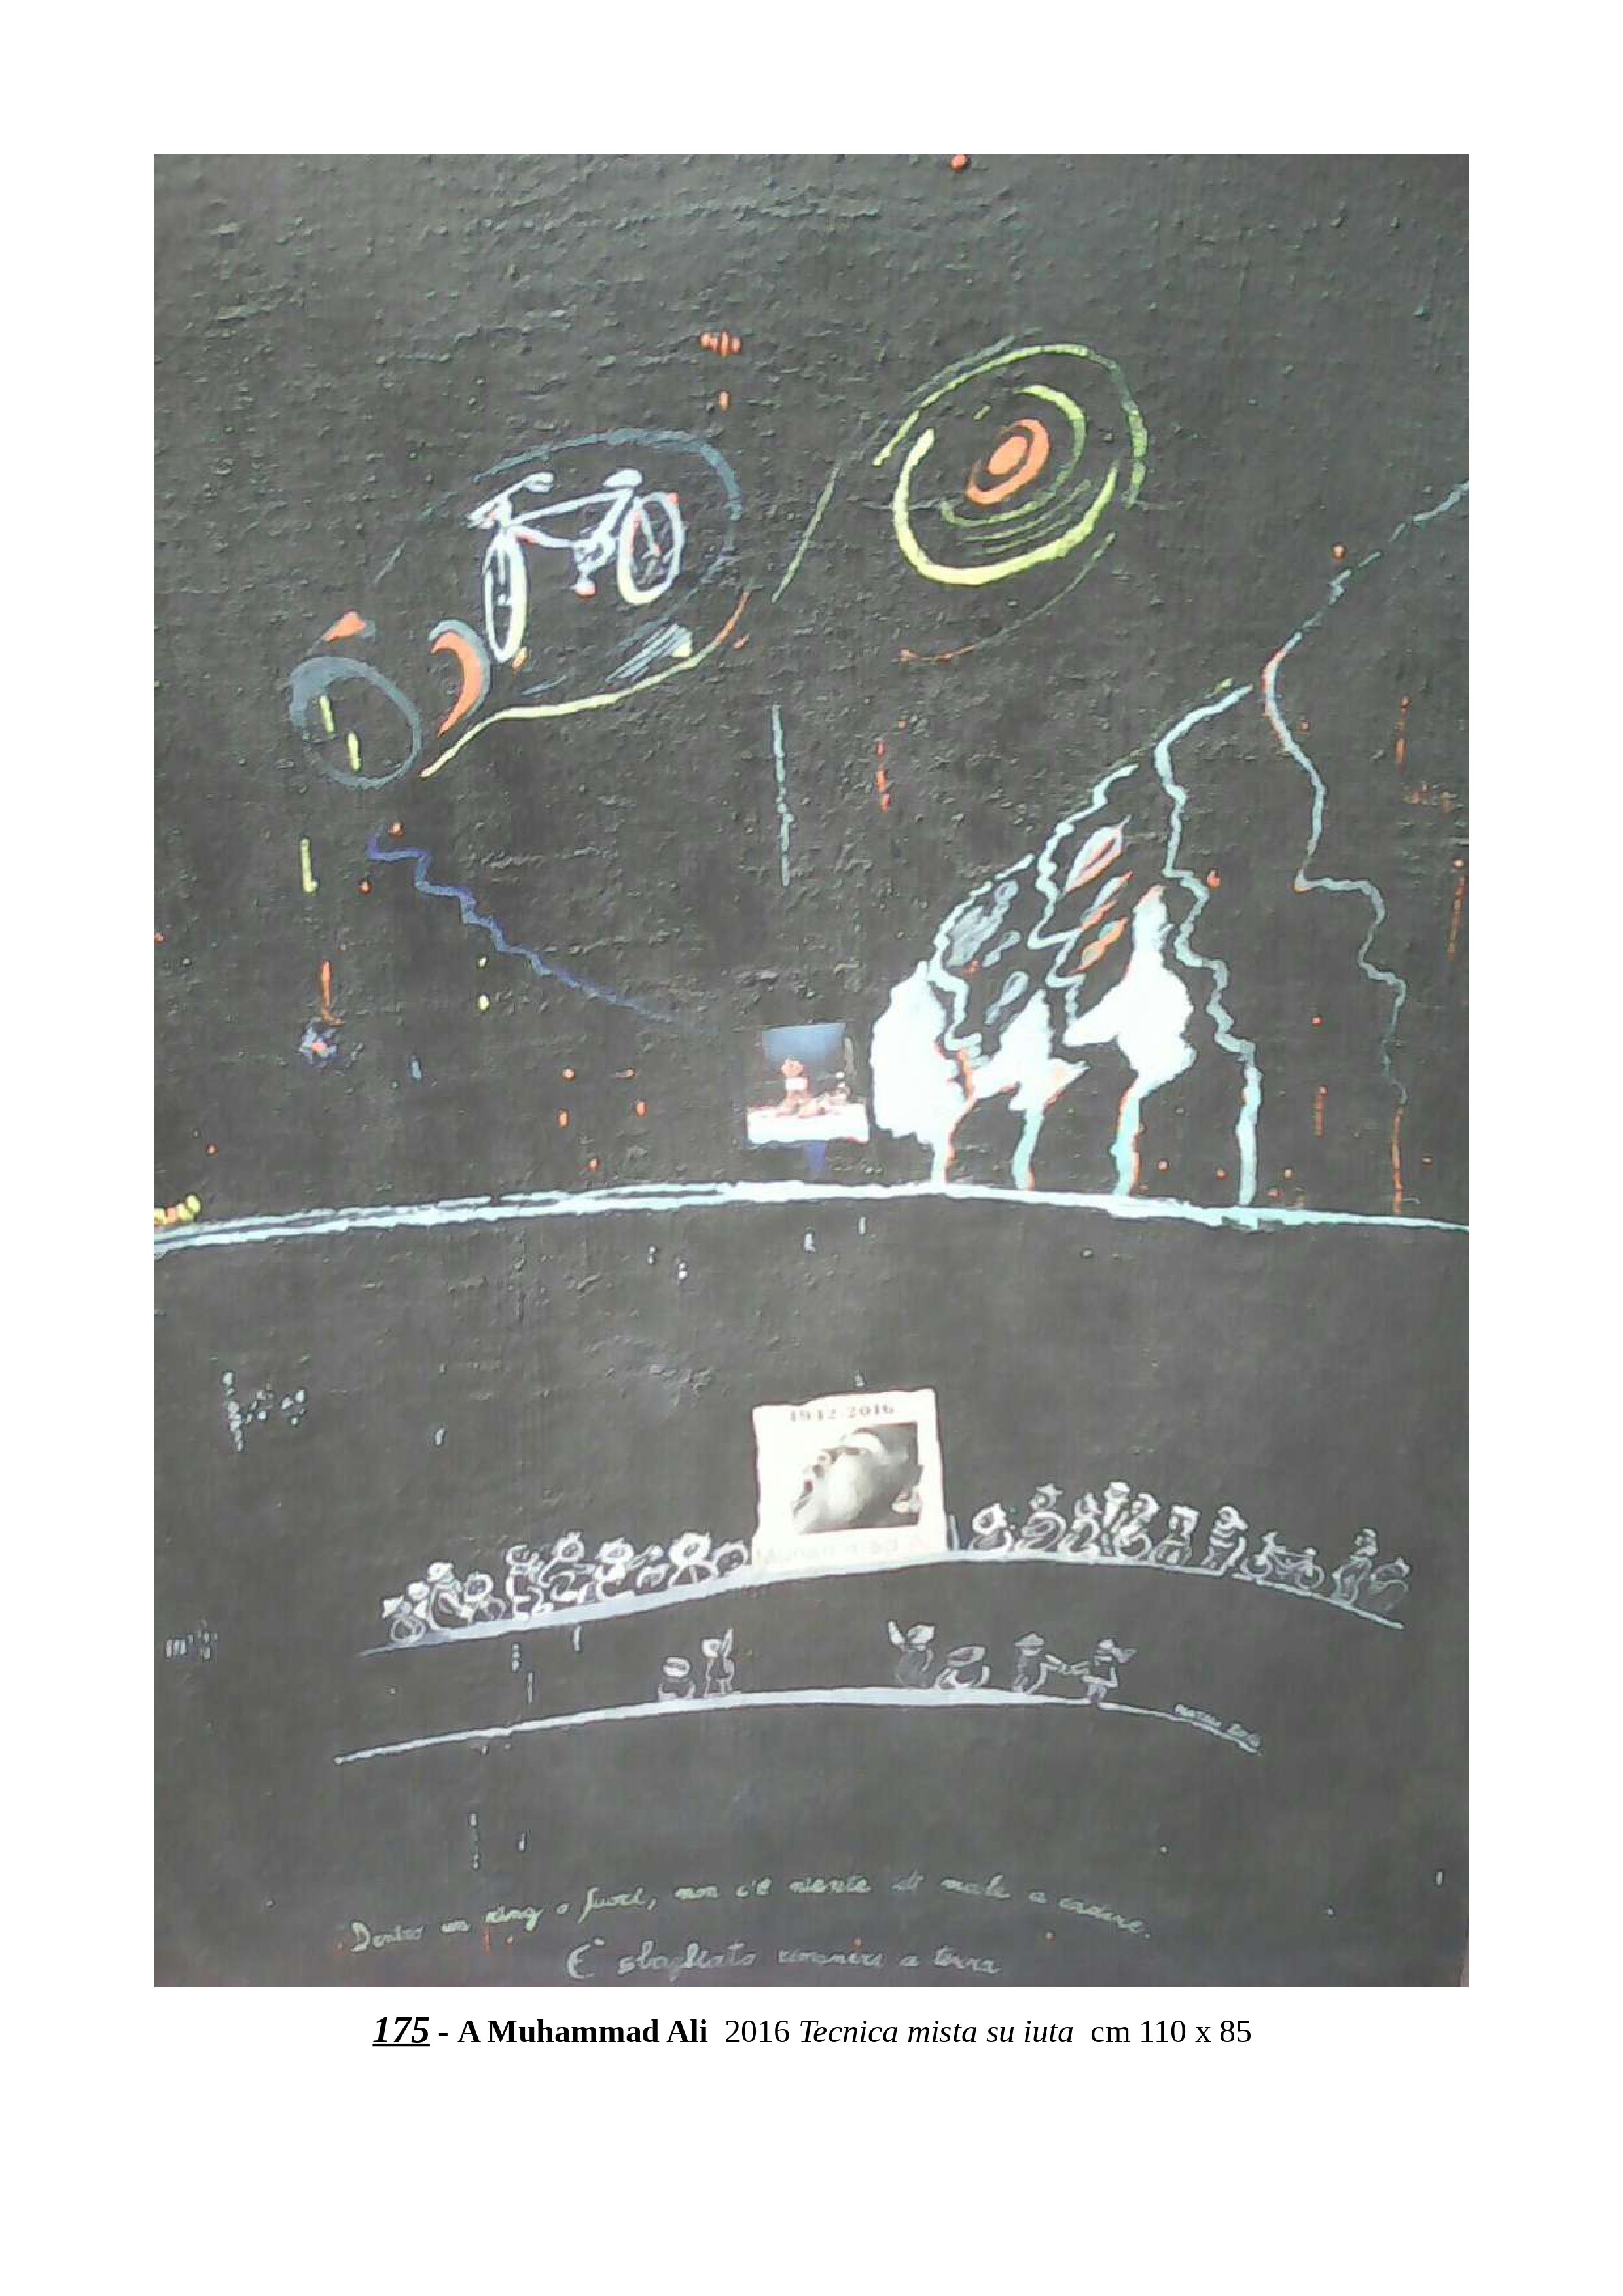 1942-2016
Dentro un ring o fuori, non c'è niente di male a cadere.
È sbagliato rimanere a terra
175 - A Muhammad Ali 2016 Tecnica mista su iuta cm 110 x 85